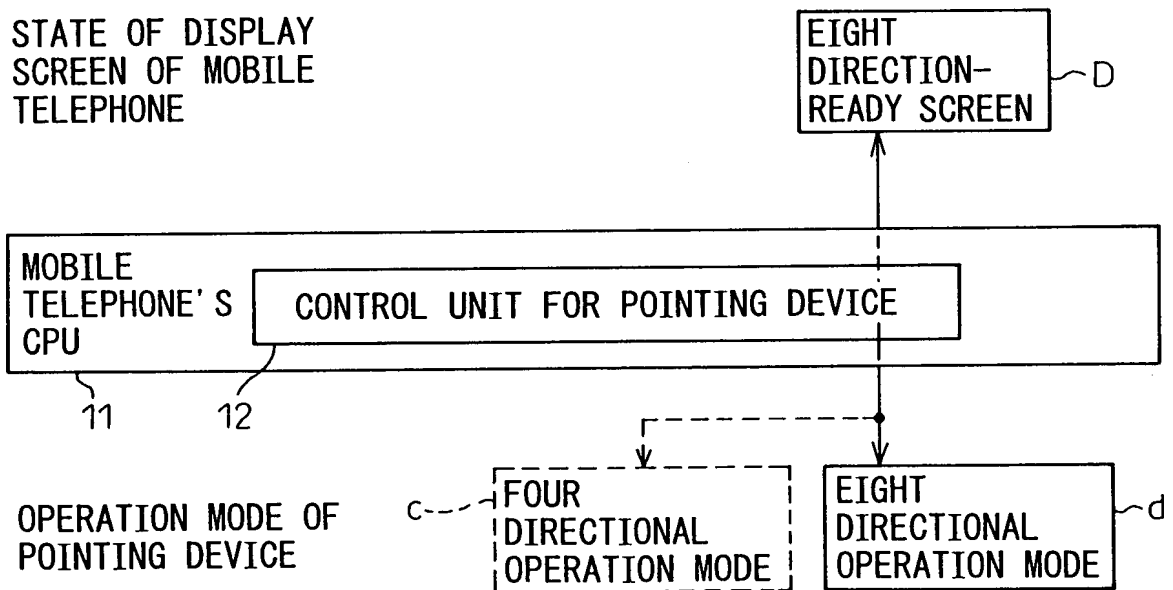 STATE OF DISPLAY
SCREEN OF MOBILE
TELEPHONE
EIGHT
DIRECTION-
READY SCREEN
D
MOBILE
TELEPHONE'S
CPU
CONTROL UNIT FOR POINTING DEVICE
11
12
OPERATION MODE OF
POINTING DEVICE
c
FOUR
DIRECTIONAL
OPERATION MODE
EIGHT
DIRECTIONAL
OPERATION MODE
d